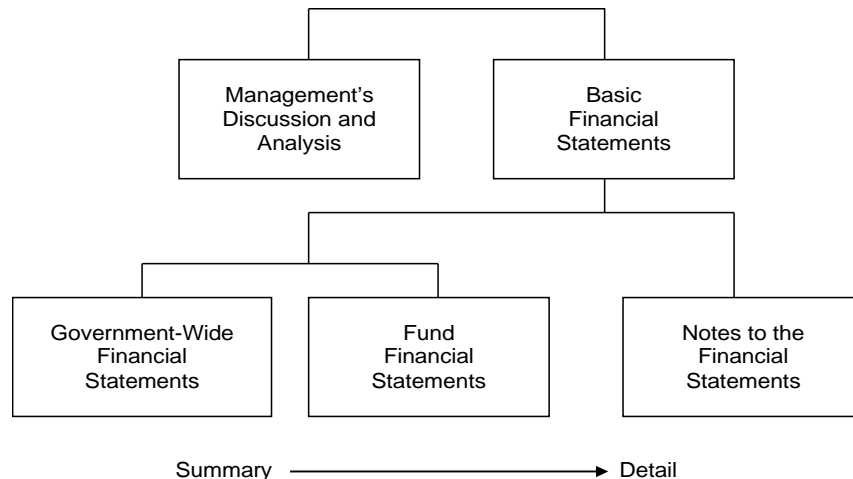 Management’s
Discussion and
Analysis
Basic
Financial
Statements
Government-Wide
Financial
Statements
Fund
Financial
Statements
Notes to the
Financial
Statements
Summary
Detail